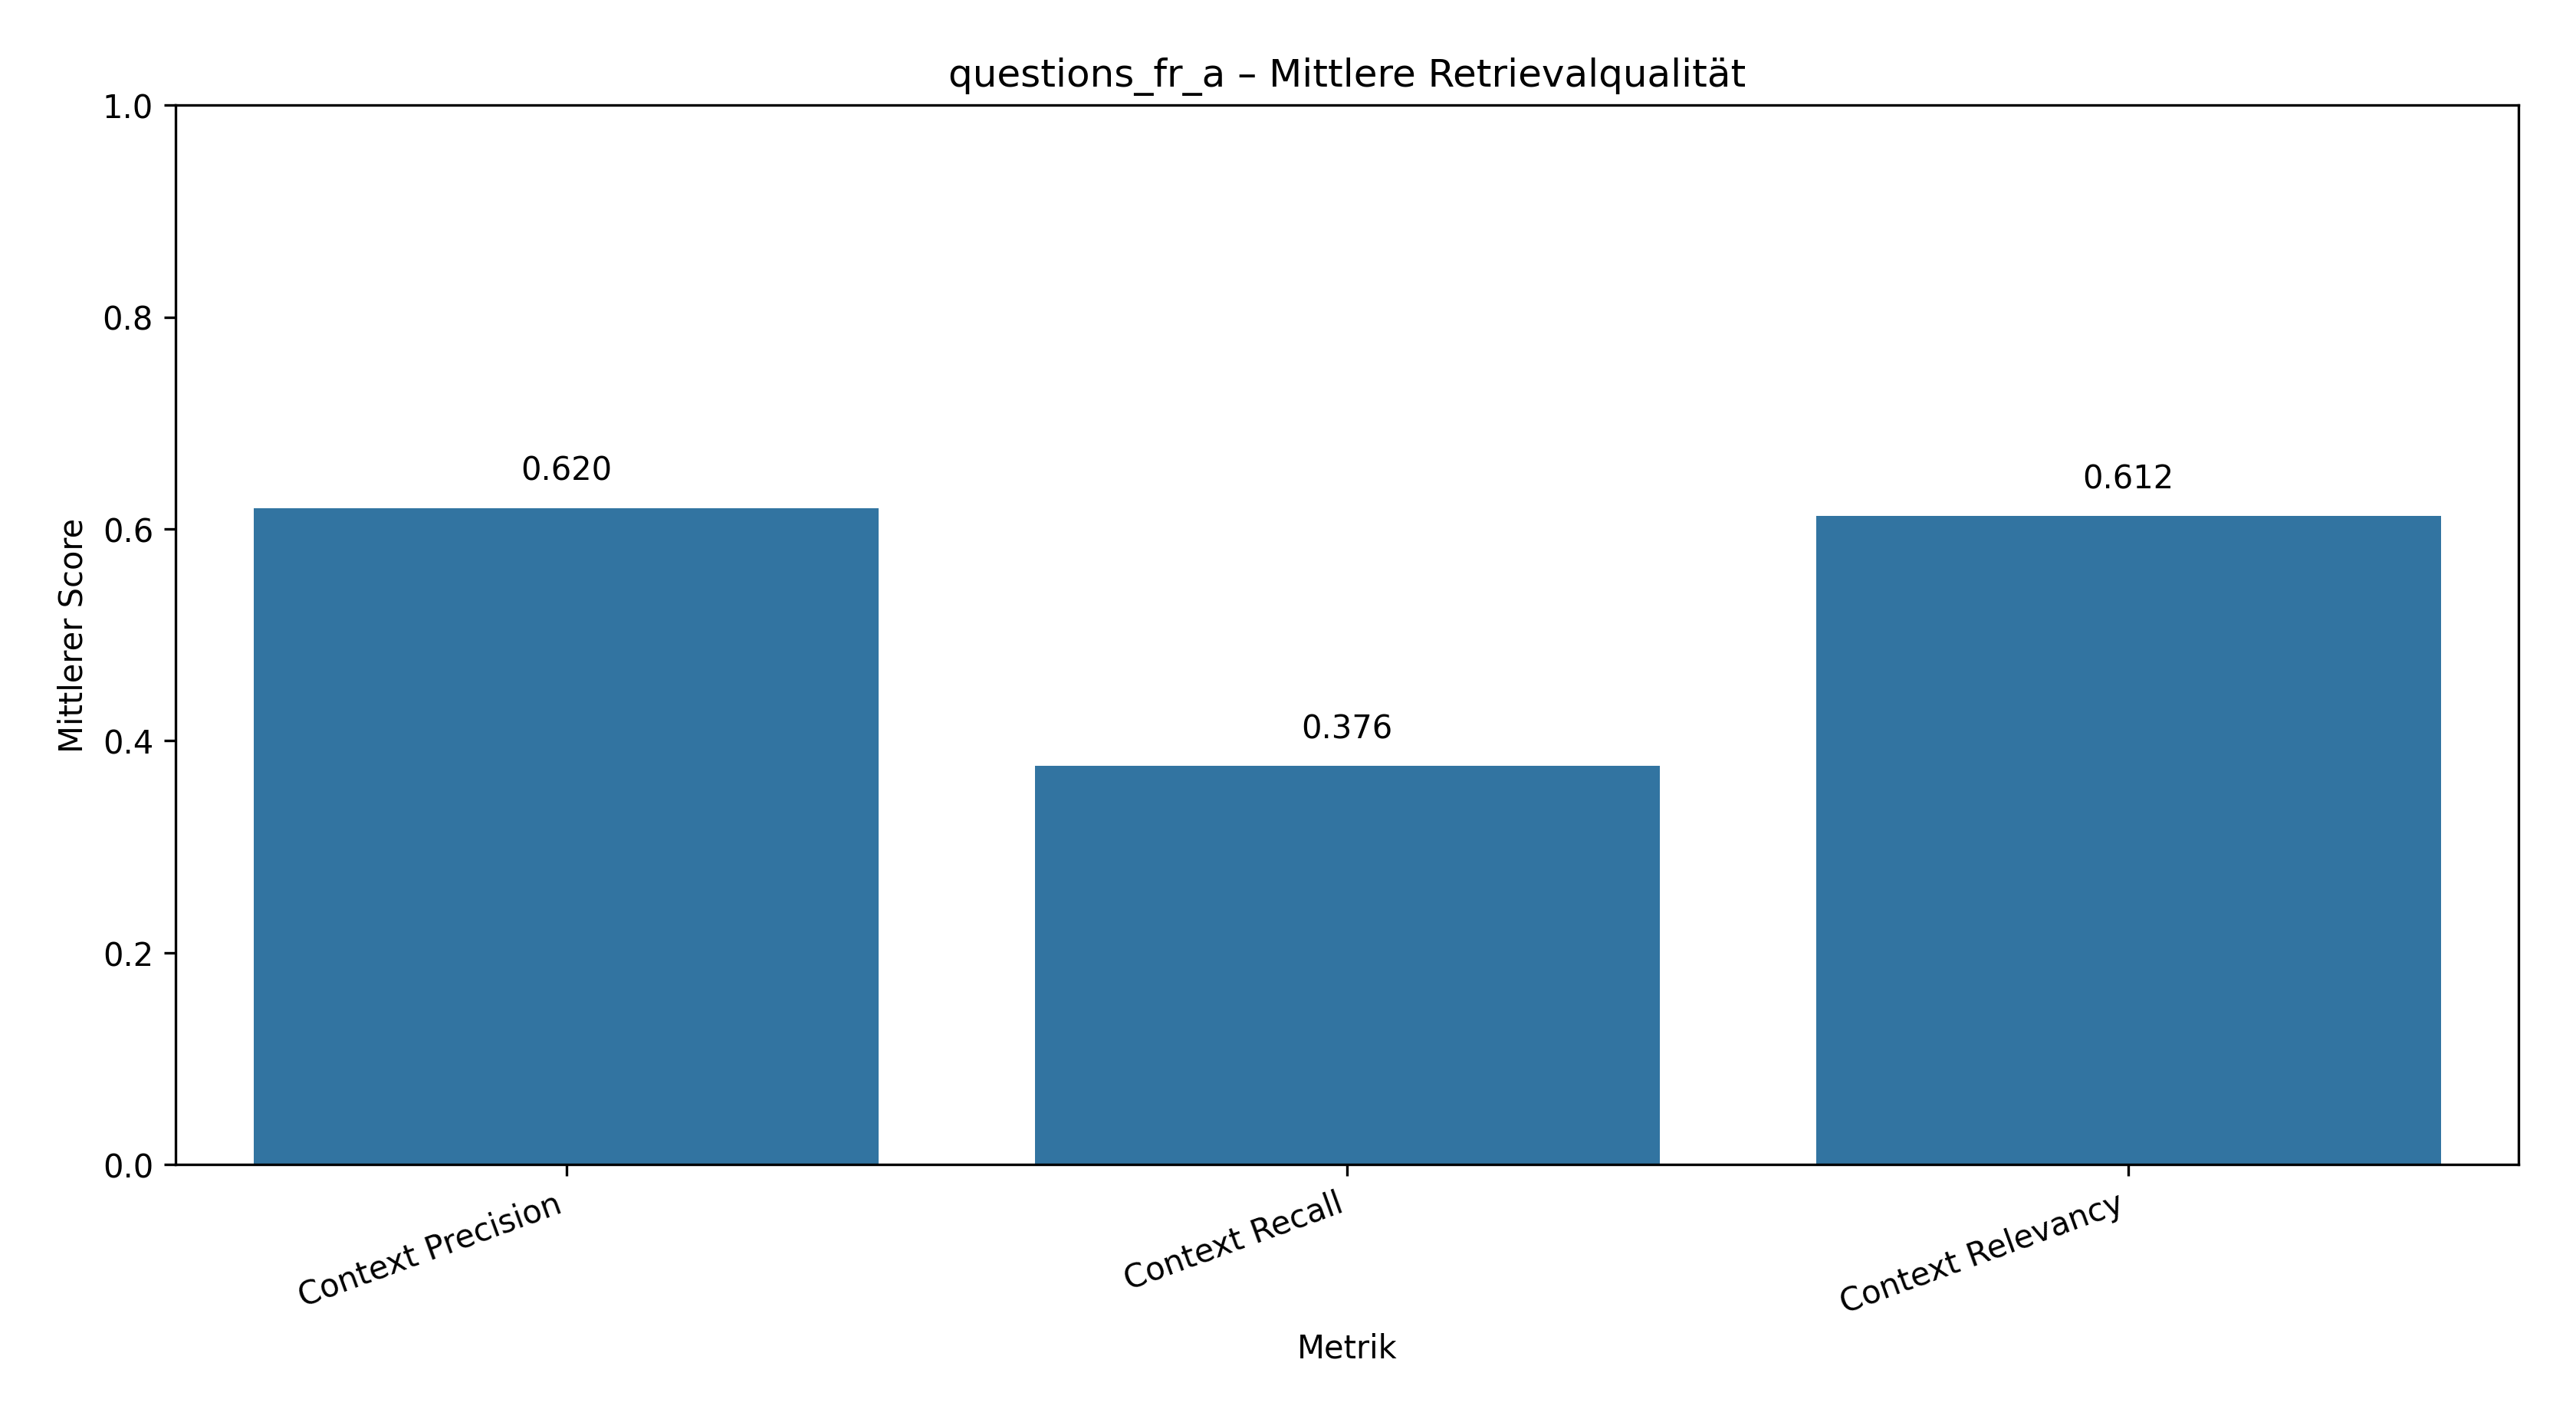 questions_fr_a – Mittlere Retrievalqualität
Mittlerer Score
1.0
0.8
0.6
0.4
0.2
0.0
0.620
0.376
0.612
Context Precision
Context Recall
Context Relevancy
Metrik